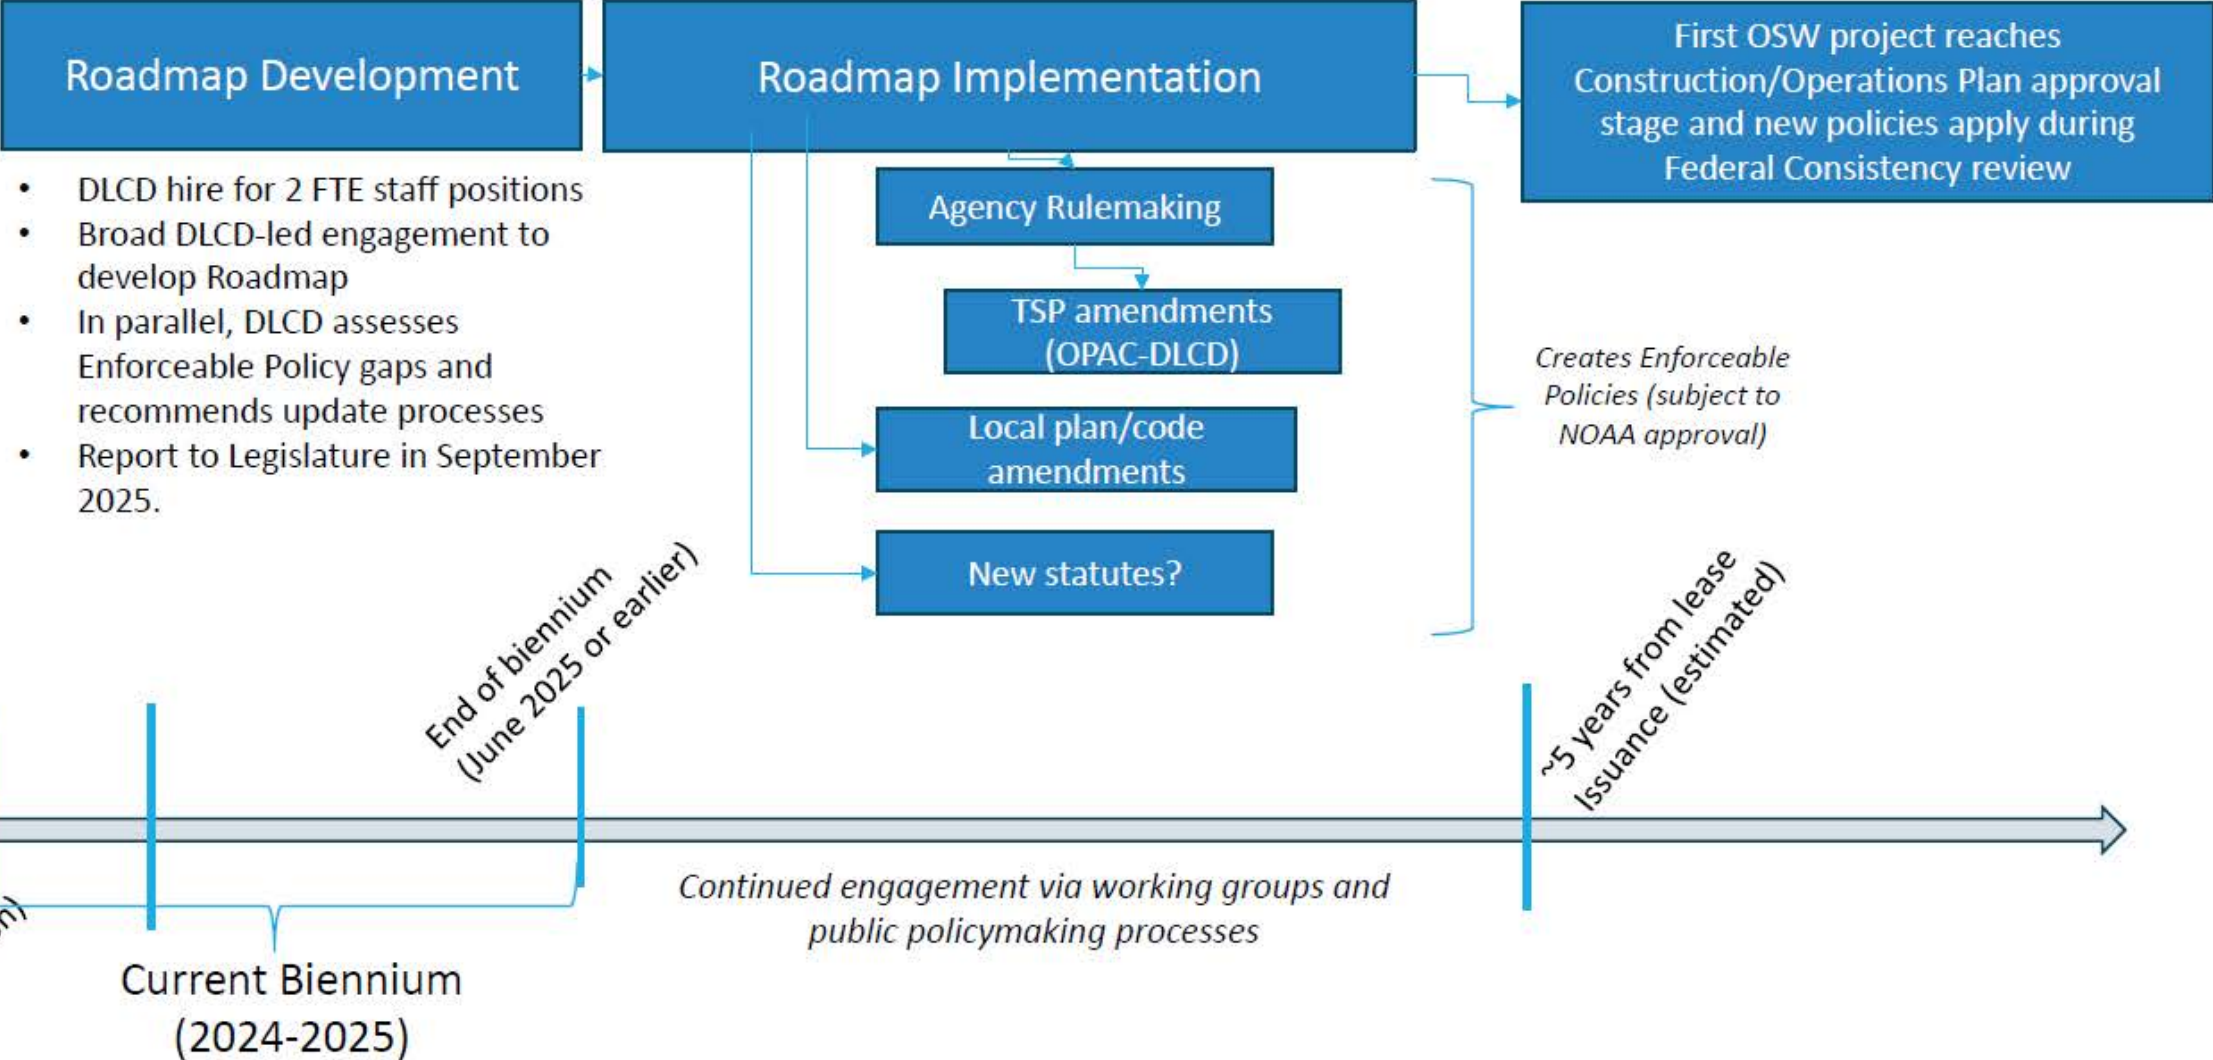 Roadmap Development
Roadmap Implementation
First OSW project reaches
Construction/Operations Plan approval
stage and new policies apply during
Federal Consistency review
• DLCD hire for 2 FTE staff positions
• Broad DLCD-led engagement to
develop Roadmap
• In parallel, DLCD assesses
Enforceable Policy gaps and
recommends update processes
• Report to Legislature in September
2025.
Agency Rulemaking
TSP amendments
(OPAC-DLCD)
Local plan/code
amendments
New statutes?
Creates Enforceable
Policies (subject to
NOAA approval)
End of biennium
(June 2025 or earlier)
~5 years from lease
Issuance (estimated)
Continued engagement via working groups and
public policymaking processes
Current Biennium
(2024-2025)